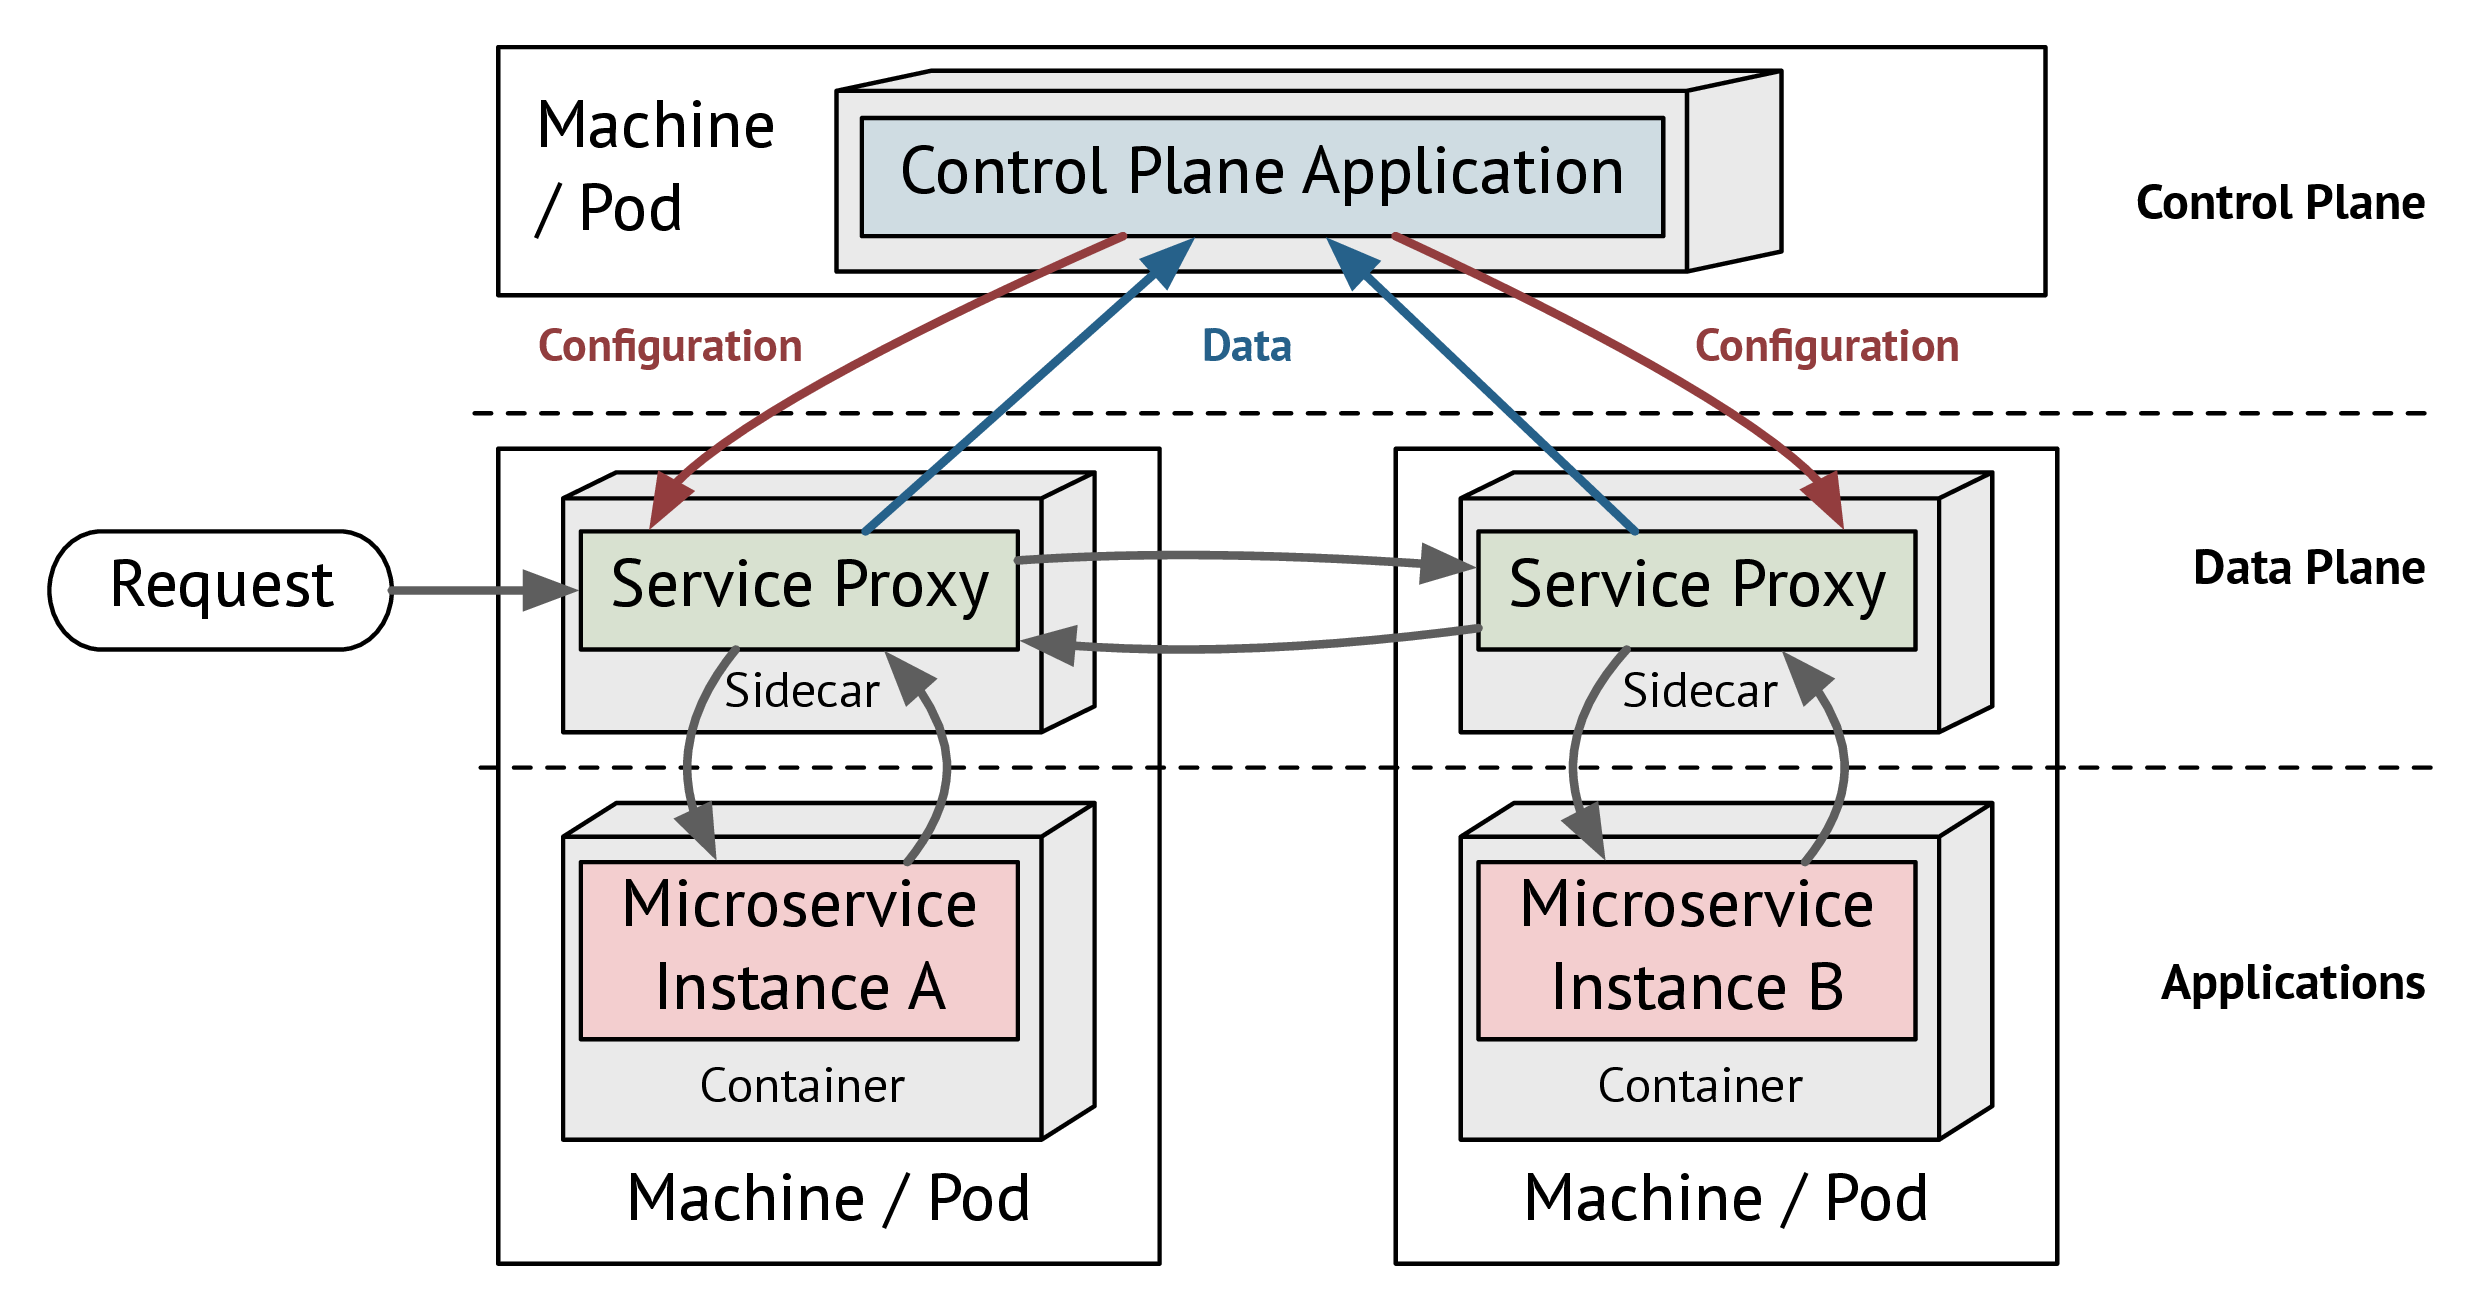 Machine
/ Pod
Control Plane Application
Control Plane
Configuration
Data
Configuration
Request
Service Proxy
Sidecar
Service Proxy
Sidecar
Data Plane
Microservice
Instance A
Container
Machine / Pod
Microservice
Instance B
Container
Machine / Pod
Applications